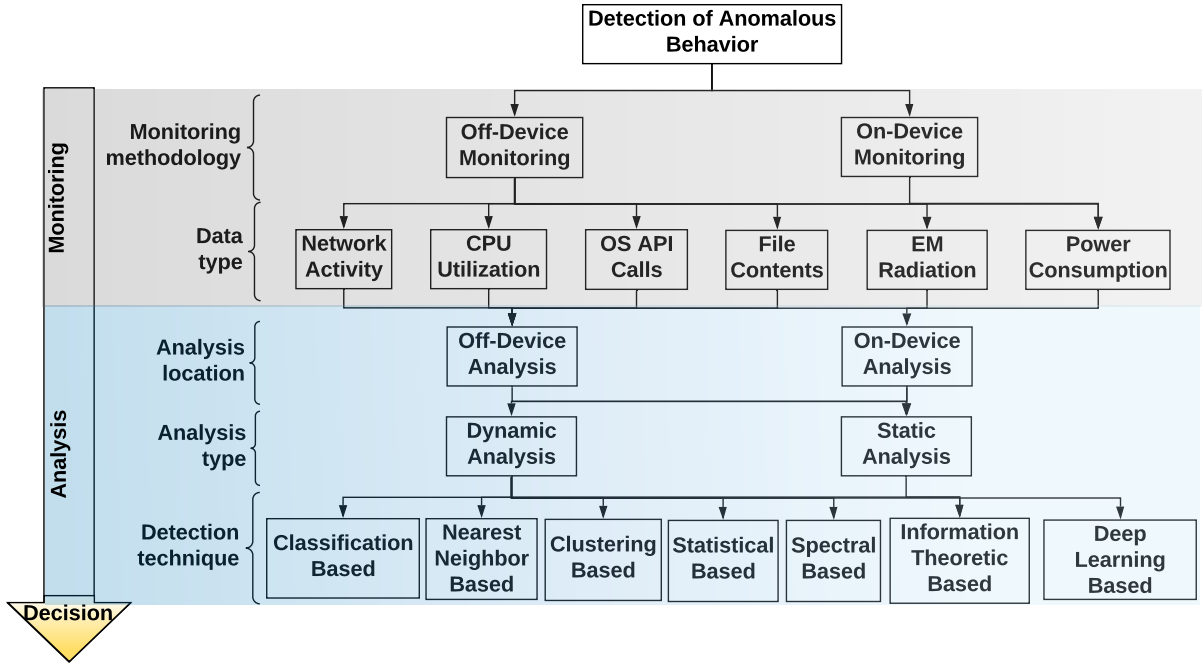 Detection of Anomalous
Behavior
Monitoring
Monitoring
methodology
Off-Device
Monitoring
On-Device
Monitoring
Data
type
Network
Activity
CPU
Utilization
OS API
Calls
File
Contents
EM
Radiation
Power
Consumption
Analysis
Analysis
location
Off-Device
Analysis
On-Device
Analysis
Analysis
type
Dynamic
Analysis
Static
Analysis
Detection
technique
Classification
Based
Nearest
Neighbor
Based
Clustering
Based
Statistical
Based
Spectral
Based
Information
Theoretic
Based
Deep
Learning
Based
Decision